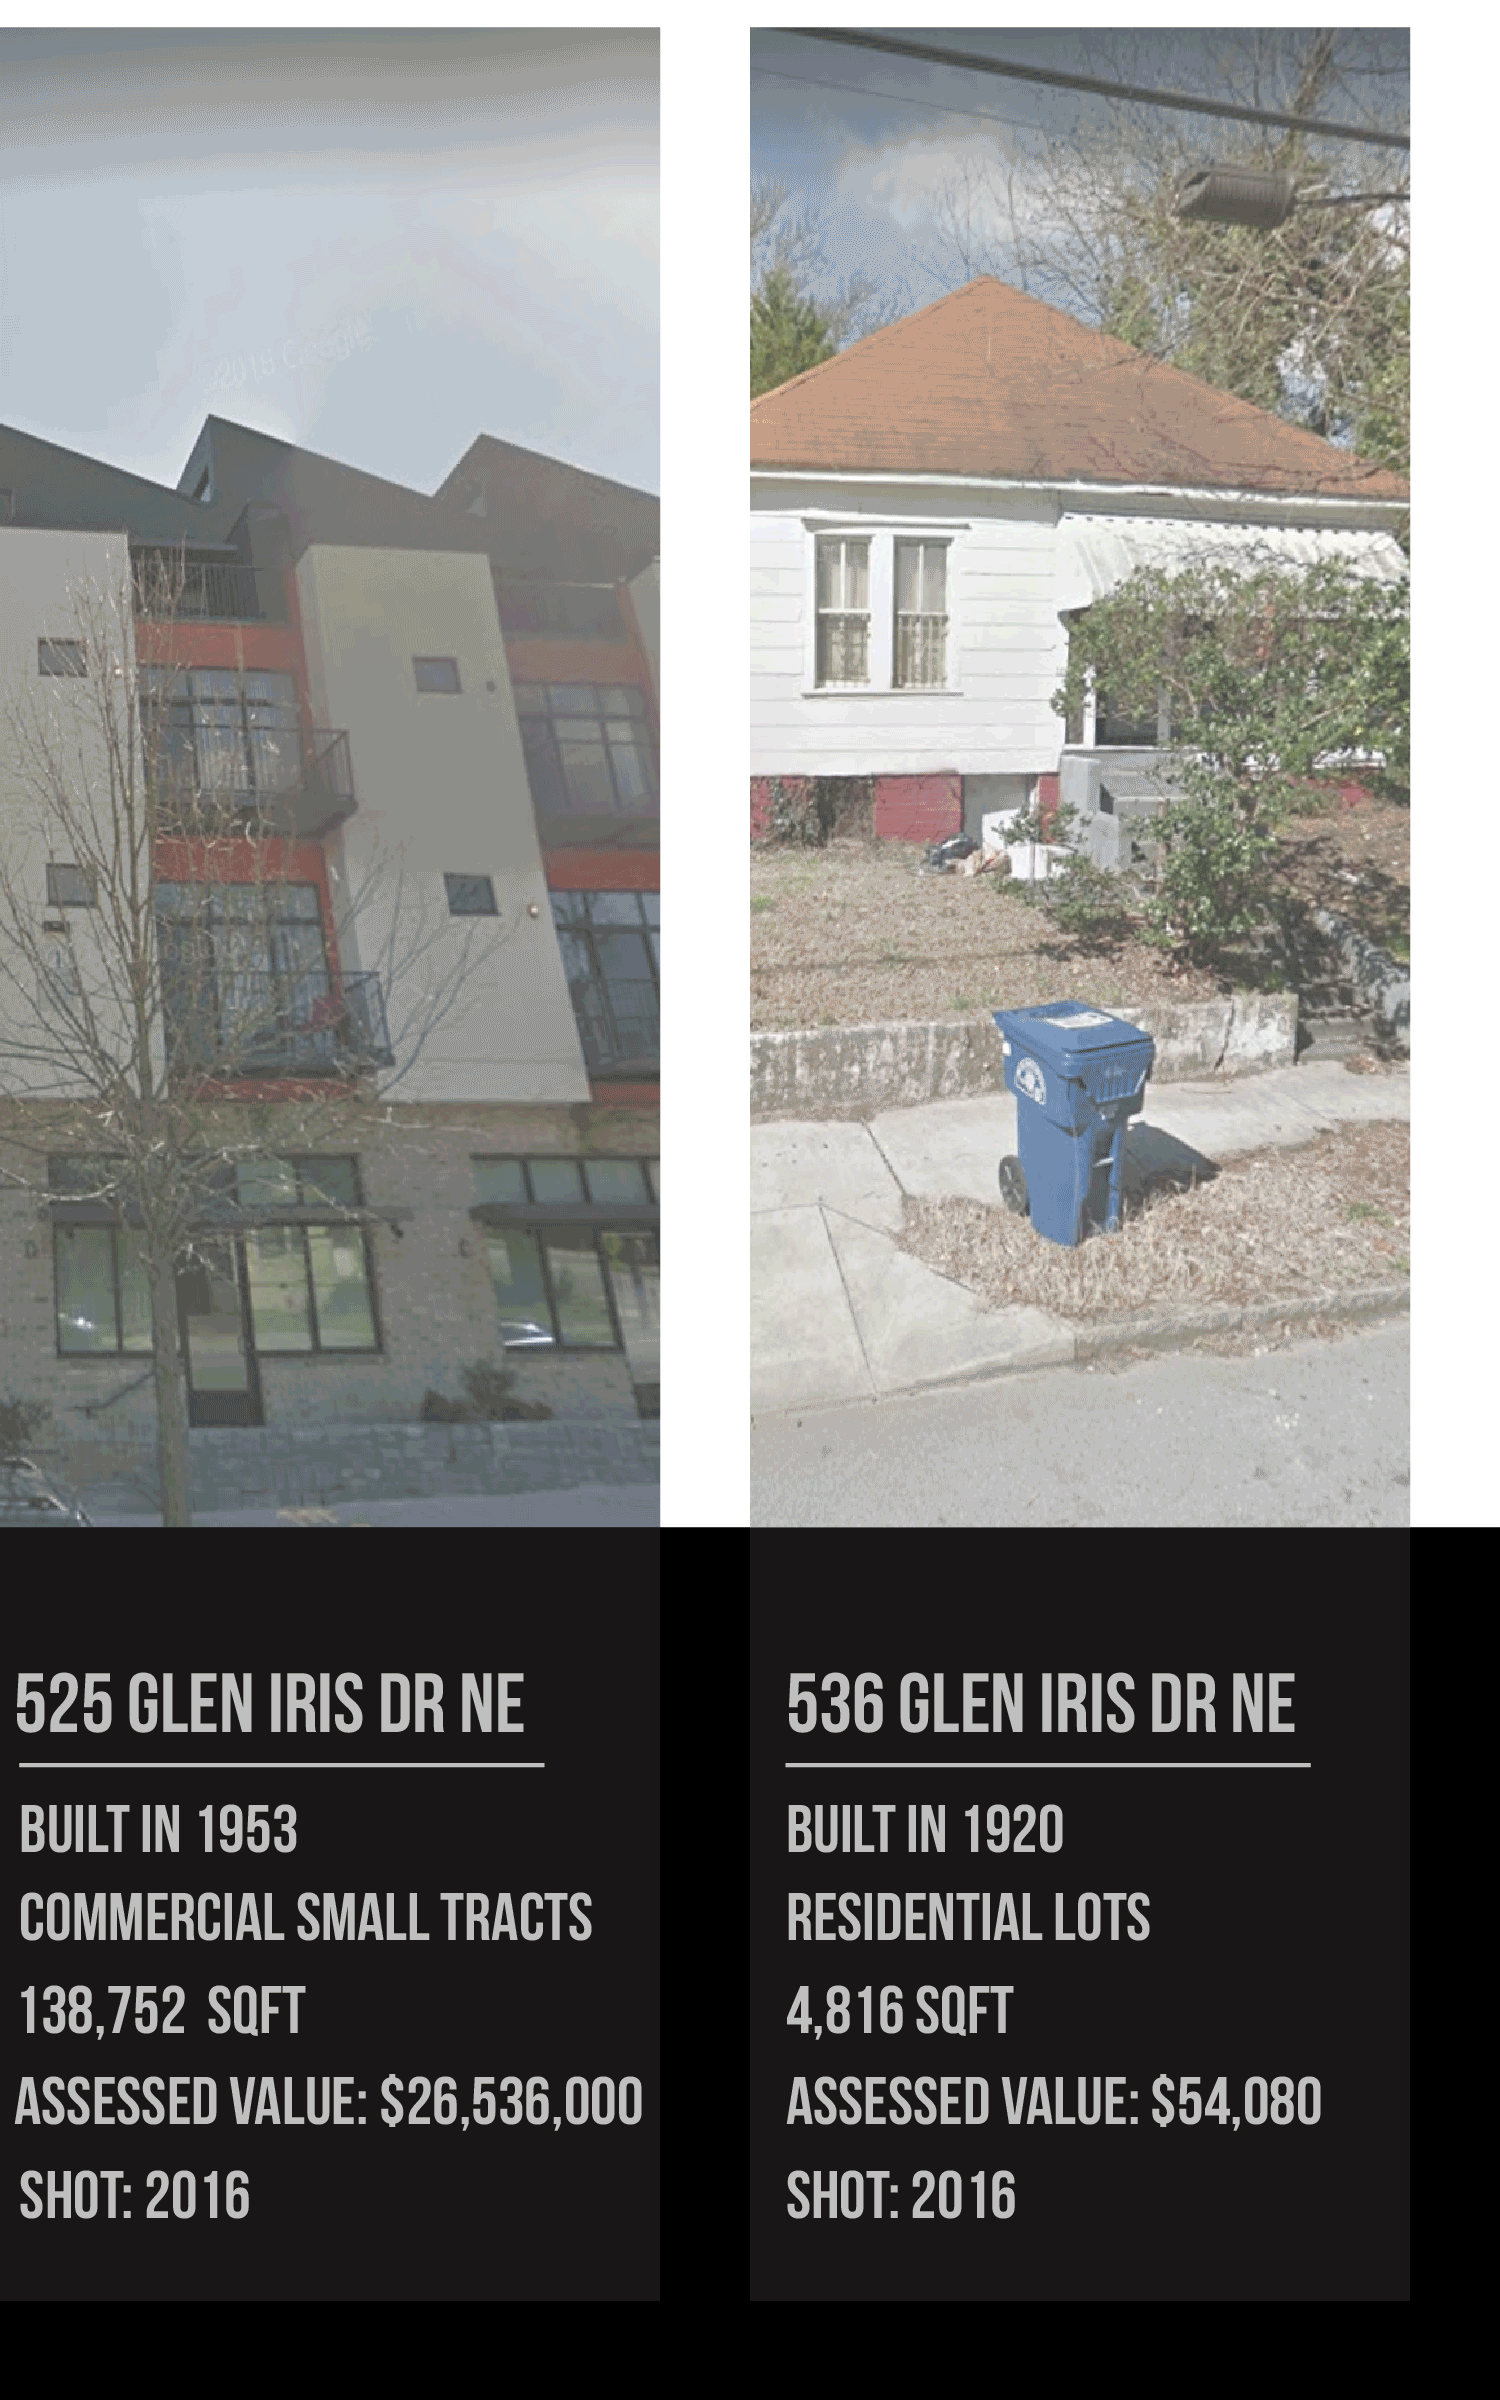 ©2016 Google
525 GLEN IRIS DR NE
BUILT IN 1953
COMMERCIAL SMALL TRACTS
138,752 SQFT
ASSESSED VALUE: $26,536,000
SHOT: 2016
536 GLEN IRIS DR NE
BUILT IN 1920
RESIDENTIAL LOTS
4,816 SQFT
ASSESSED VALUE: $54,080
SHOT: 2016